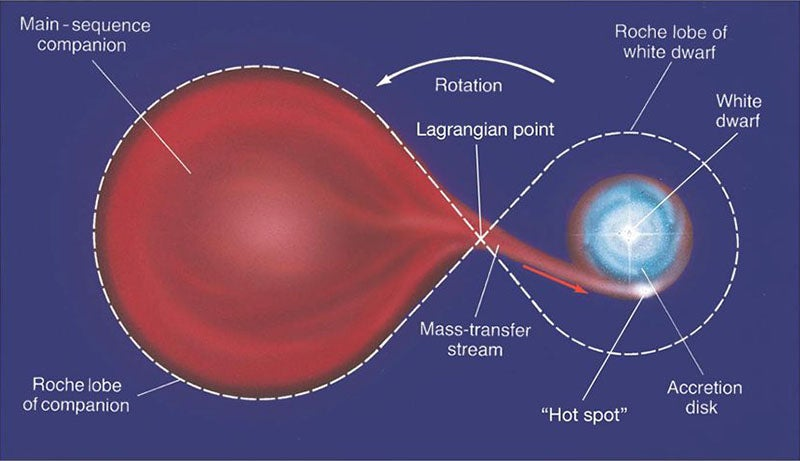 Main-sequence
companion
Rotation
Lagrangian point
Roche lobe of
white dwarf
White
dwarf
Mass-transfer
stream
Roche lobe
of companion
"Hot spot"
Accretion
disk